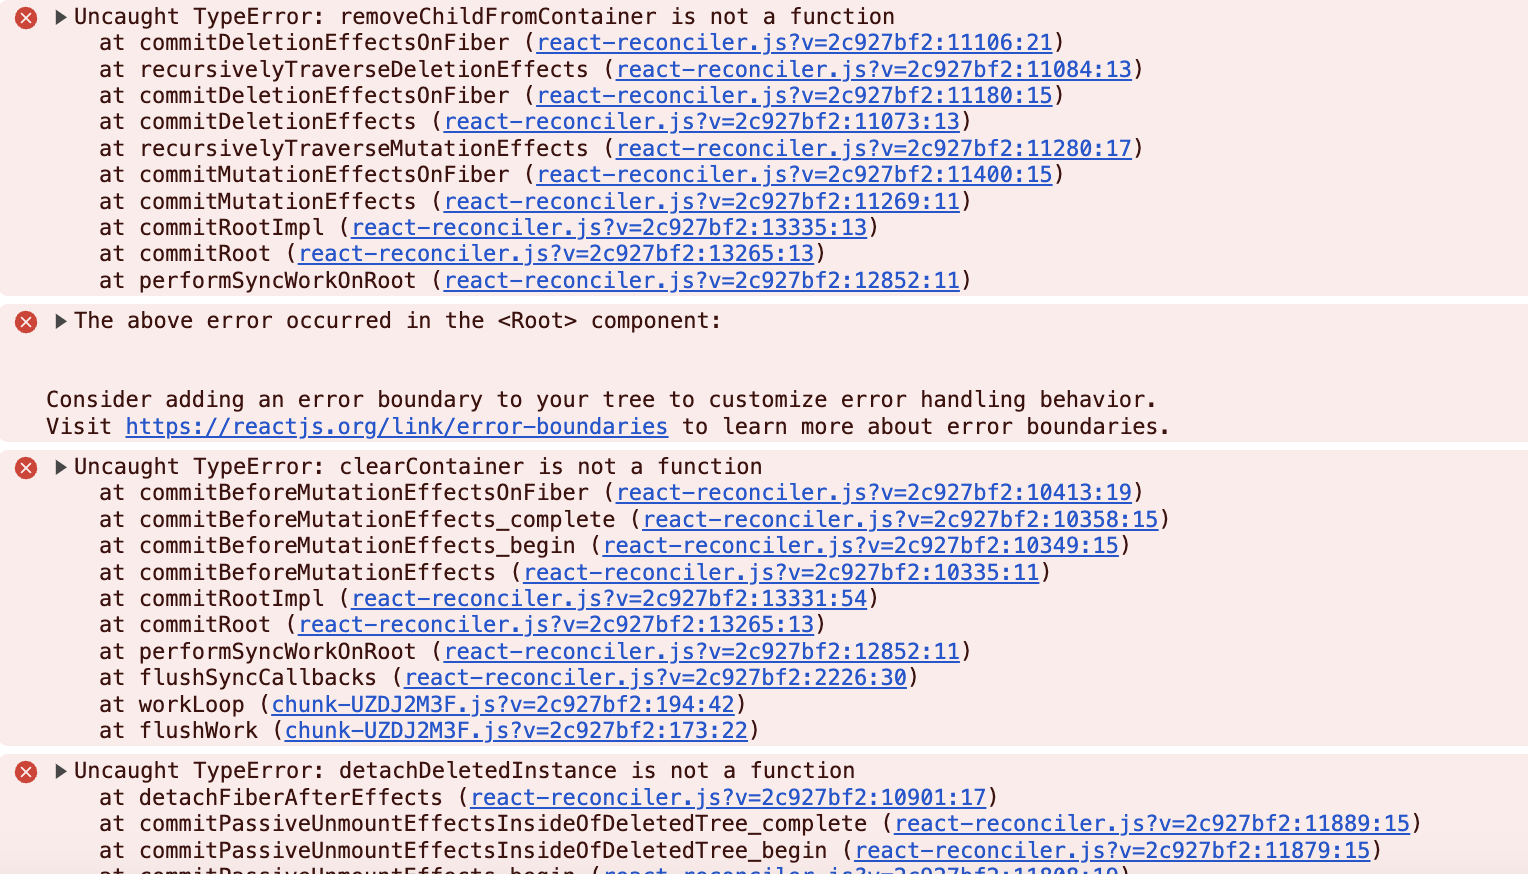 Uncaught TypeError: removeChildFromContainer is not a function
at commitDeletionEffectsOnFiber (react-reconciler.js?v=2c927bf2:11106:21)
at recursivelyTraverseDeletionEffects (react-reconciler.js?v=2c927bf2:11084:13)
at commitDeletionEffectsOnFiber (react-reconciler.js?v=2c927bf2:11180:15)
at commitDeletionEffects (react-reconciler.js?v=2c927bf2:11073:13)
at recursivelyTraverseMutationEffects (react-reconciler.js?v=2c927bf2:11280:17)
at commitMutationEffectsOnFiber (react-reconciler.js?v=2c927bf2:11400:15)
at commitMutationEffects (react-reconciler.js?v=2c927bf2:11269:11)
at commitRootImpl (react-reconciler.js?v=2c927bf2:13335:13)
at commitRoot (react-reconciler.js?v=2c927bf2:13265:13)
at performSyncWorkOnRoot (react-reconciler.js?v=2c927bf2:12852:11)
The above error occurred in the <Root> component:
Consider adding an error boundary to your tree to customize error handling behavior.
Visit https://reactjs.org/link/error-boundaries to learn more about error boundaries.
Uncaught TypeError: clearContainer is not a function
at commitBeforeMutationEffectsOnFiber (react-reconciler.js?v=2c927bf2:10413:19)
at commitBeforeMutationEffects_complete (react-reconciler.js?v=2c927bf2:10358:15)
at commitBeforeMutationEffects_begin (react-reconciler.js?v=2c927bf2:10349:15)
at commitBeforeMutationEffects (react-reconciler.js?v=2c927bf2:10335:11)
at commitRootImpl (react-reconciler.js?v=2c927bf2:13331:54)
at commitRoot (react-reconciler.js?v=2c927bf2:13265:13)
at performSyncWorkOnRoot (react-reconciler.js?v=2c927bf2:12852:11)
at flushSyncCallbacks (react-reconciler.js?v=2c927bf2:2226:30)
at workLoop (chunk-UZDJ2M3F.js?v=2c927bf2:194:42)
at flushWork (chunk-UZDJ2M3F.js?v=2c927bf2:173:22)
Uncaught TypeError: detachDeletedInstance is not a function
at detachFiberAfterEffects (react-reconciler.js?v=2c927bf2:10901:17)
at commitPassiveUnmountEffectsInsideOfDeletedTree_complete (react-reconciler.js?v=2c927bf2:11889:15)
at commitPassiveUnmountEffectsInsideOfDeletedTree_begin (react-reconciler.js?v=2c927bf2:11879:15)